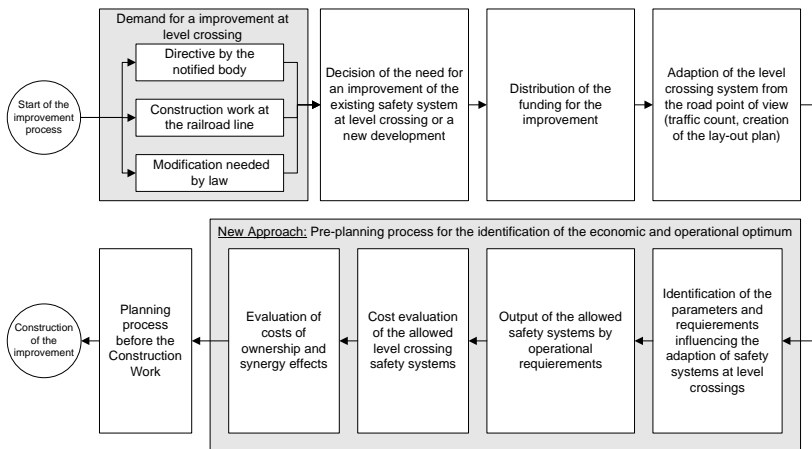 Demand for a improvement at
level crossing
Start of the
improvement
process
Directive by the
notified body
Construction work at
the railroad line
Modification needed
by law
Decision of the need for
an improvement of the
existing safety system
at level crossing or a
new development
Distribution of the
funding for the
improvement
Adaption of the level
crossing system from
the road point of view
(traffic count, creation
of the lay-out plan)
New Approach: Pre-planning process for the identification of the economic and operational optimum
Construction of
the
improvement
Planning
process
before the
Construction
Work
Evaluation of
costs of
ownership and
synergy effects
Cost evaluation
of the allowed
level crossing
safety systems
Output of the allowed
safety systems by
operational
requierements
Identification of the
parameters and
requierements
influencing the
adaption of safety
systems at level
crossings